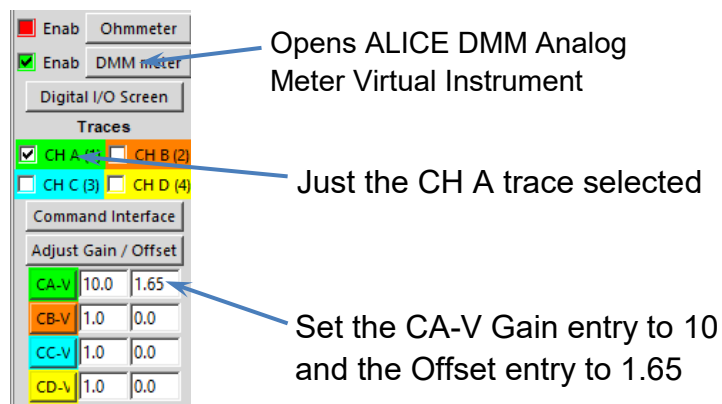 Enab Ohmmeter
Enab DMM meter
Digital I/O Screen
Traces
CH A (1) CH B (2)
CH C (3) CH D (4)
Command Interface
Adjust Gain / Offset
CA-V 10.0 1.65
CB-V 1.0 0.0
CC-V 1.0 0.0
CD-V 1.0 0.0
Opens ALICE DMM Analog
Meter Virtual Instrument
Just the CH A trace selected
Set the CA-V Gain entry to 10
and the Offset entry to 1.65